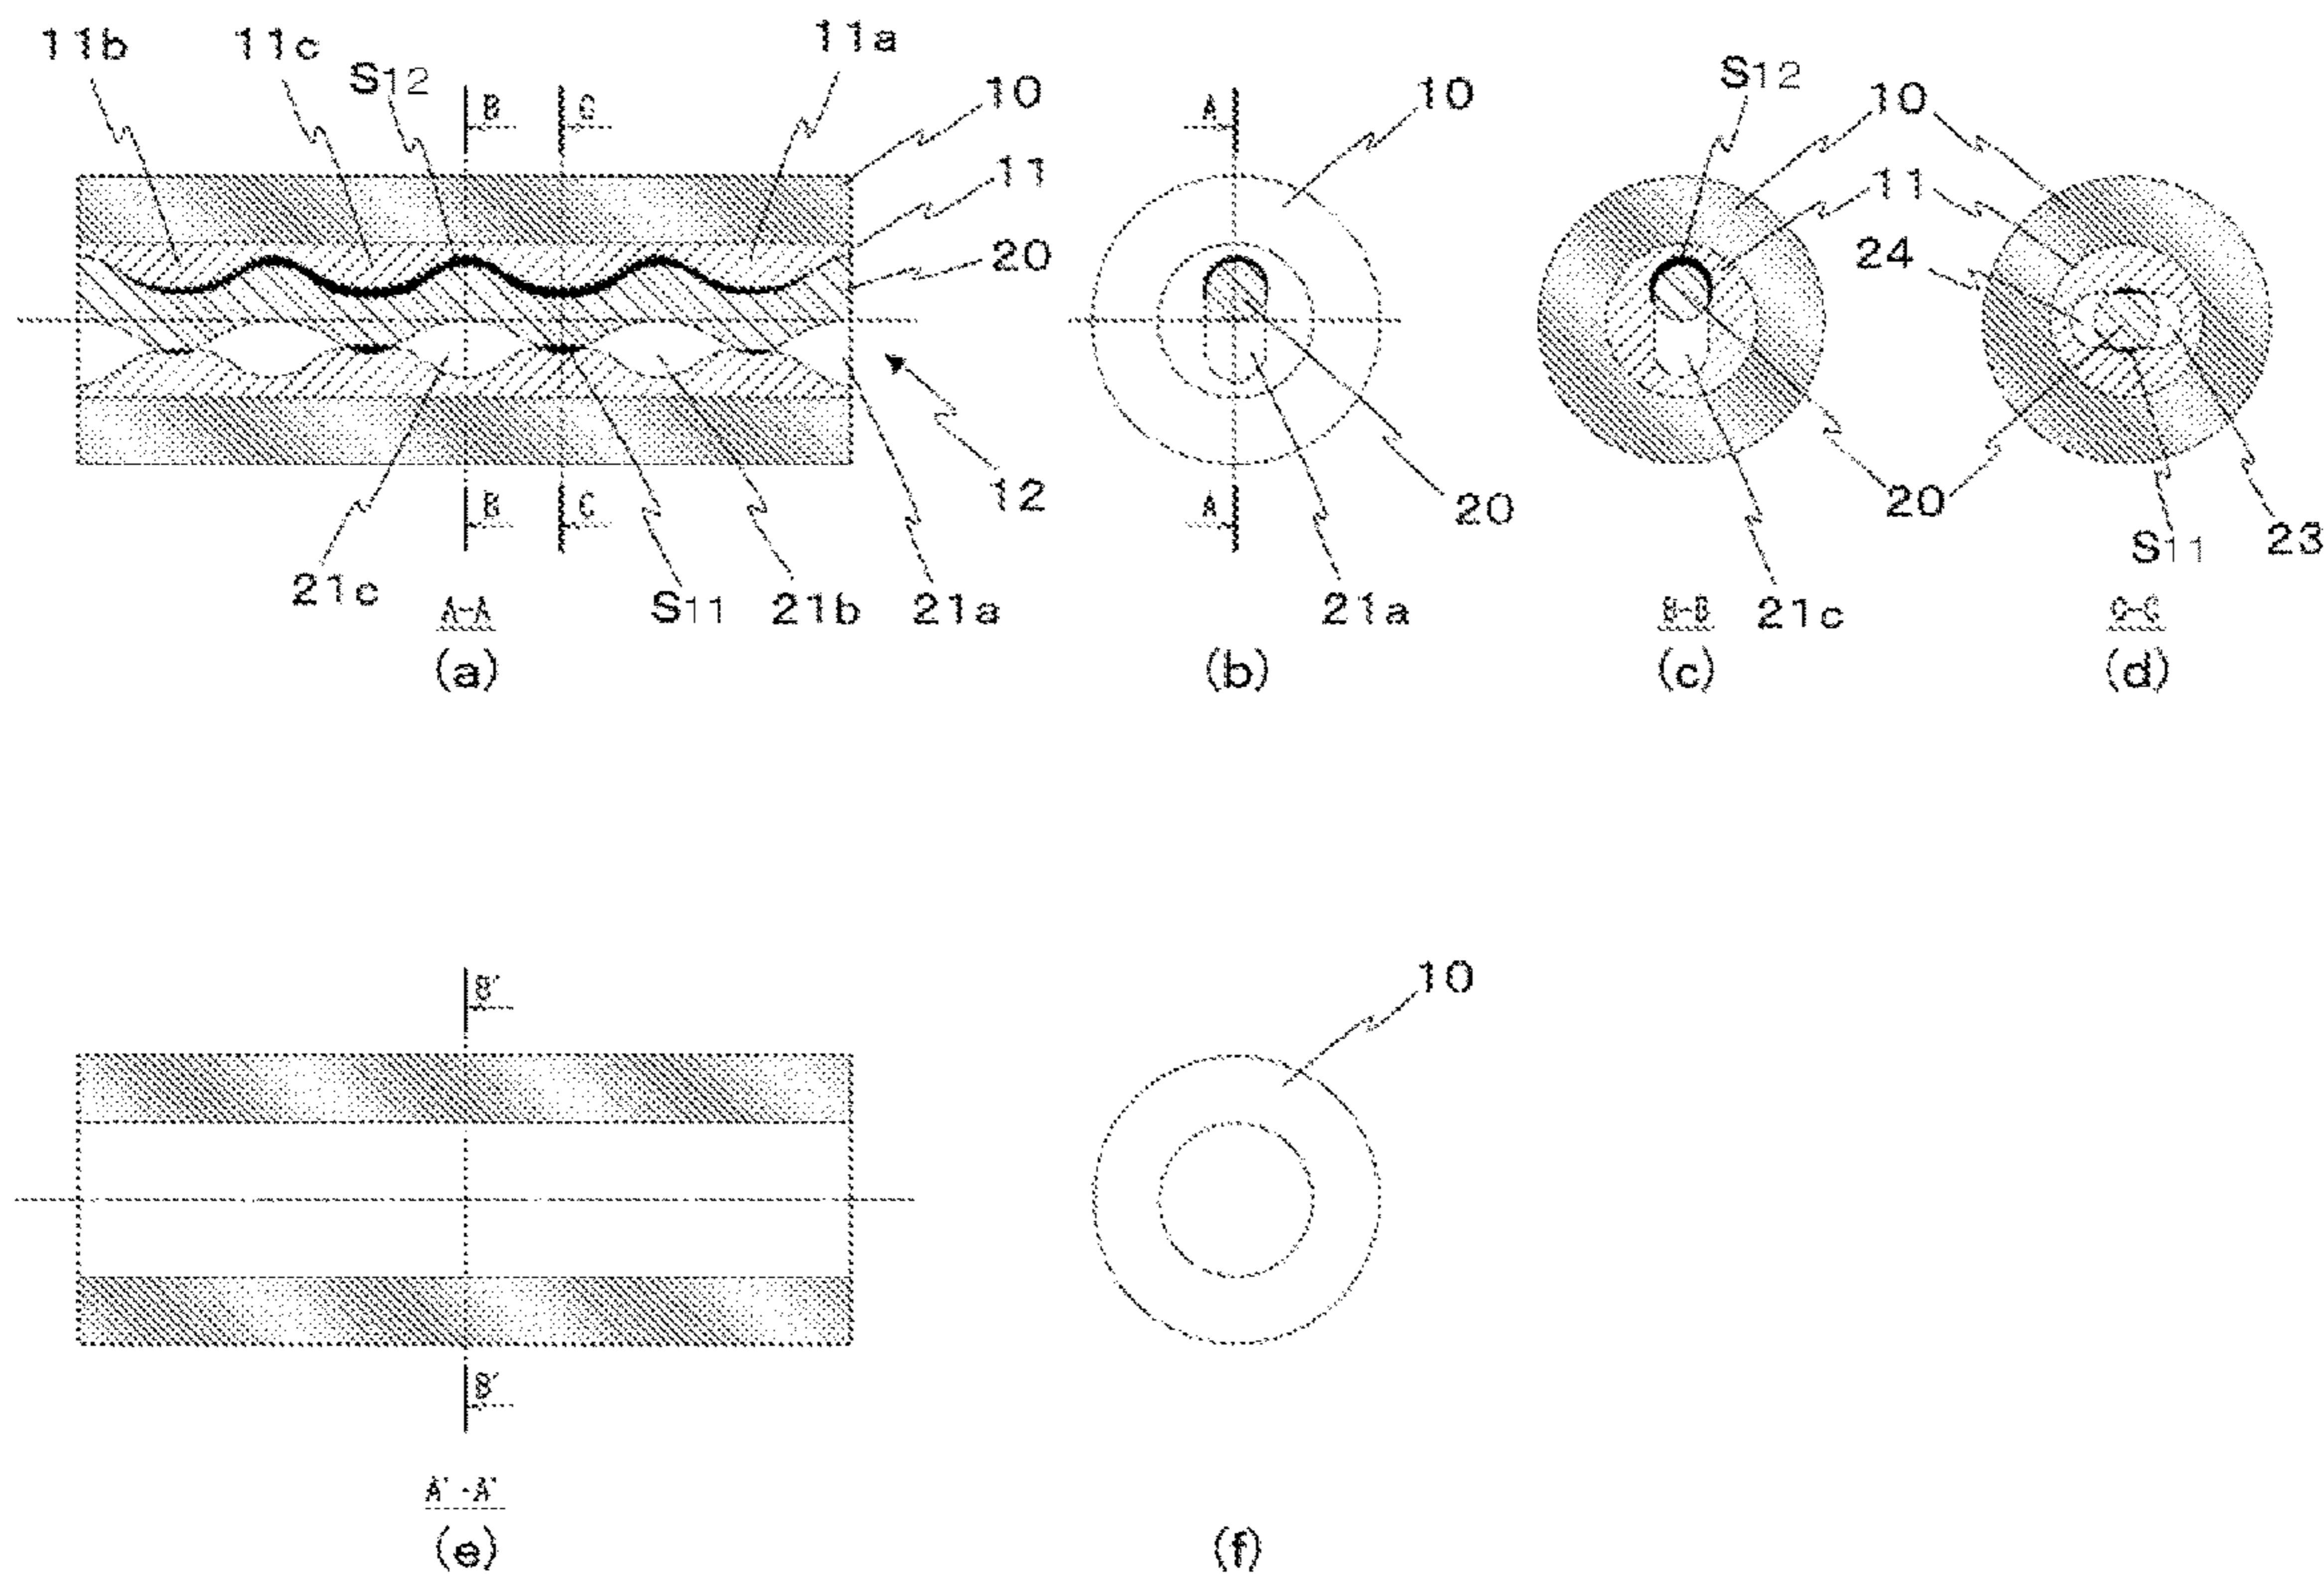 11b 11c 11a
S12 S12
B C 10 A 10 10
11 11
20 24
12 20 20 23
B C A S11
21c S11 21b 21a 21a 21c
A-A B-B C-C
(a) (b) (c) (d)
B' 10
B'
A'-A'
(e) (f)